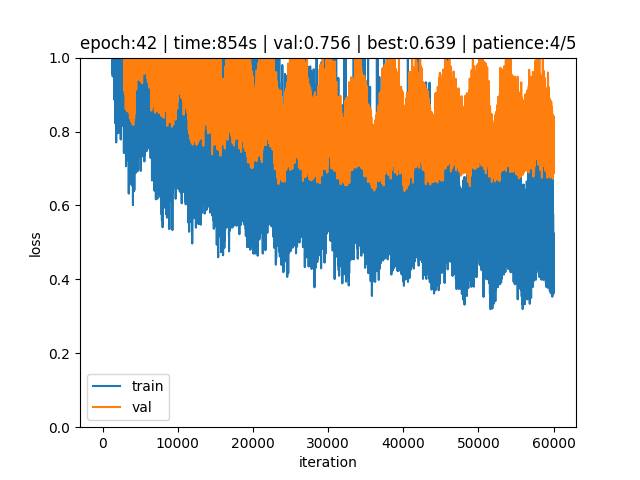 epoch:42 | time:854s | val:0.756 | best:0.639 | patience:4/5
1.0
0.8
0.6
0.4
0.2
0.0
loss
train
val
0 10000 20000 30000 40000 50000 60000
iteration